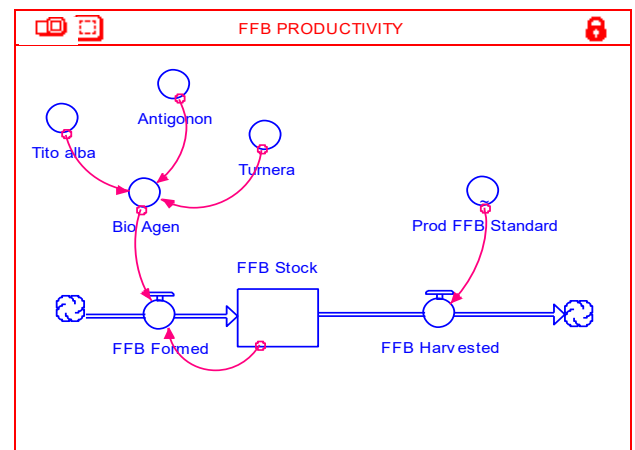 FFB PRODUCTIVITY
Antigonon
Tito alba
Turnera
Bio Agen
Prod FFB Standard
~
FFB Stock
FFB Formed
FFB Harvested